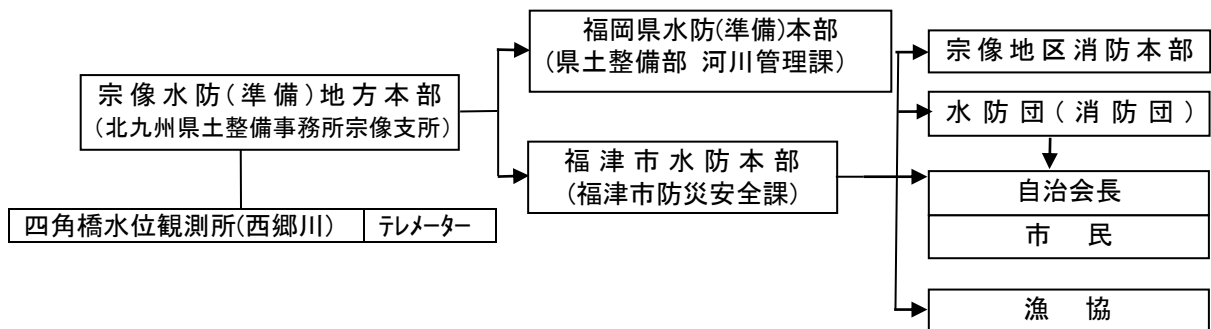 宗像水防(準備)地方本部
(北九州県土整備事務所宗像支所)
四角橋水位観測所(西郷川)
テレメーター
福岡県水防(準備)本部
(県土整備部 河川管理課)
福津市水防本部
(福津市防災安全課)
宗像地区消防本部
水防団(消防団)
自治会長
市 民
漁 協